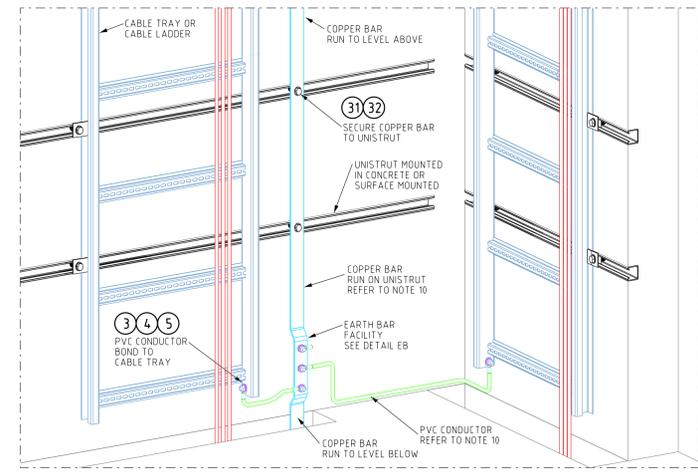 CABLE TRAY OR
CABLE LADDER
COPPER BAR
RUN TO LEVEL ABOVE
31 32
SECURE COPPER BAR
TO UNISTRUT
UNISTRUT MOUNTED
IN CONCRETE OR
SURFACE MOUNTED
COPPER BAR
RUN ON UNISTRUT
REFER TO NOTE 10
3 4 5
PVC CONDUCTOR
BOND TO
CABLE TRAY
EARTH BAR
FACILITY
SEE DETAIL EB
PVC CONDUCTOR
REFER TO NOTE 10
COPPER BAR
RUN TO LEVEL BELOW